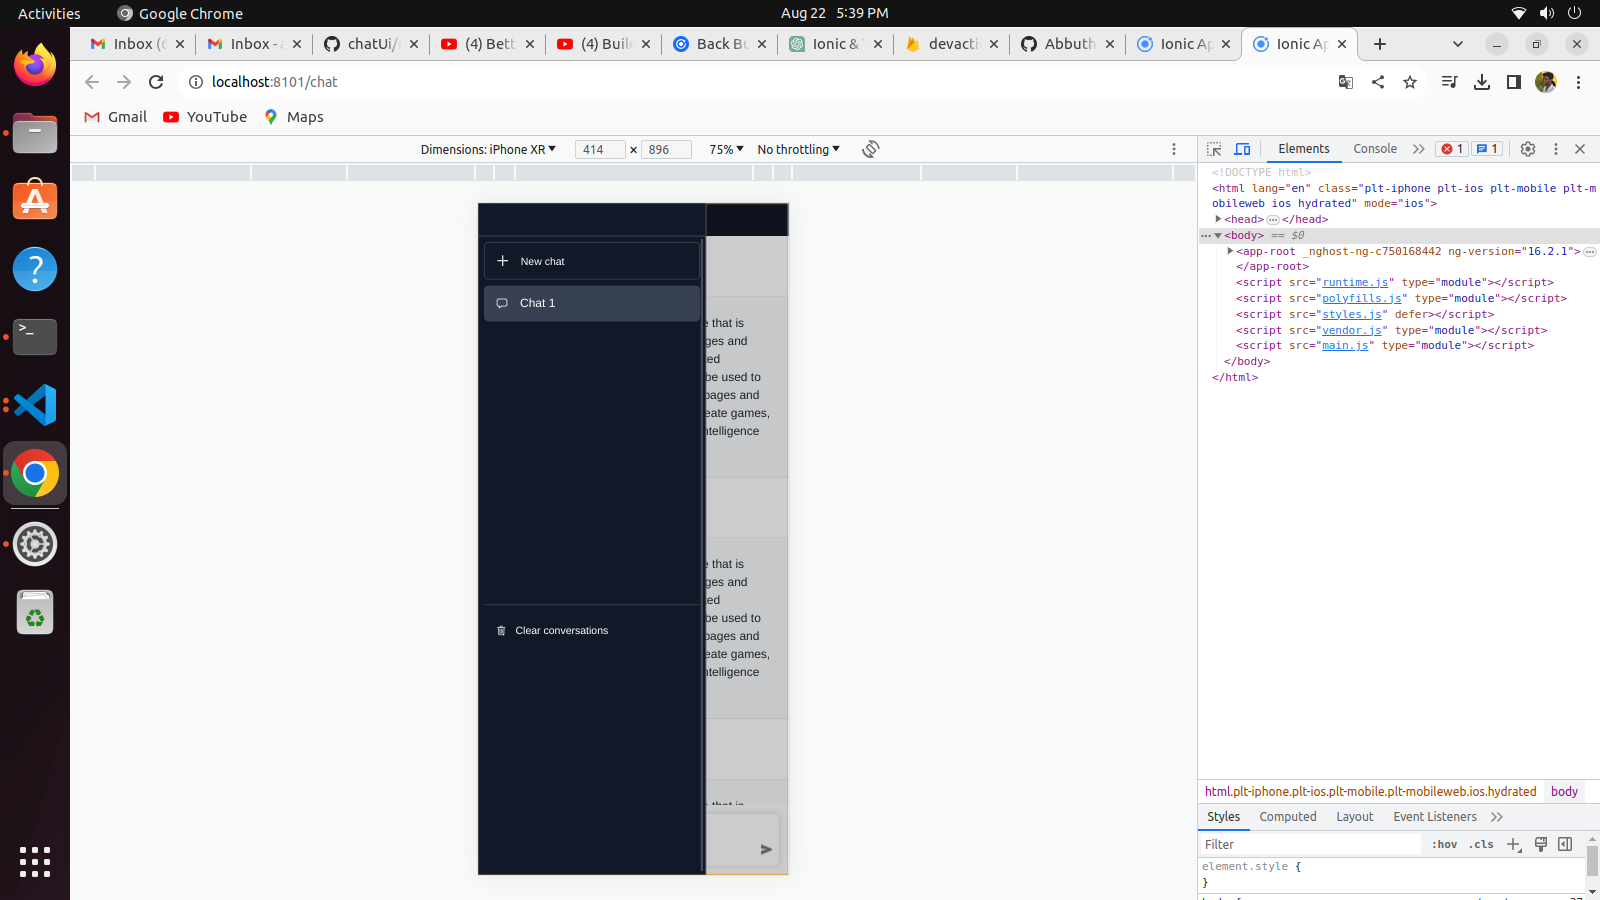 Activities
Google Chrome
Aug 22 5:39 PM
Inbox (6
Inbox - a
chatUi/
(4) Bett
(4) Buil
Back Bu
Ionic & T
devacti
Abbuth
Ionic Ap
Ionic Ap
localhost:8101/chat
Gmail
YouTube
Maps
Dimensions: iPhone XR
414 × 896
75%
No throttling
Elements
Console
1
1
<!DOCTYPE html>
<html lang="en" class="plt-iphone plt-ios plt-mobile plt-m
obileweb ios hydrated" mode="ios">
<head>…</head>
<body> == $0
<app-root _nghost-ng-c750168442 ng-version="16.2.1">…
</app-root>
<script src="runtime.js" type="module"></script>
<script src="polyfills.js" type="module"></script>
<script src="styles.js" defer></script>
<script src="vendor.js" type="module"></script>
<script src="main.js" type="module"></script>
</body>
</html>
New chat
Chat 1
Clear conversations
that is
ges and
be used to
pages and
eate games,
ntelligence
that is
ges and
be used to
pages and
eate games,
ntelligence
that is
html.plt-iphone.plt-ios.plt-mobile.plt-mobileweb.ios.hydrated
body
Styles
Computed
Layout
Event Listeners
Filter
:hov .cls
element.style {
}